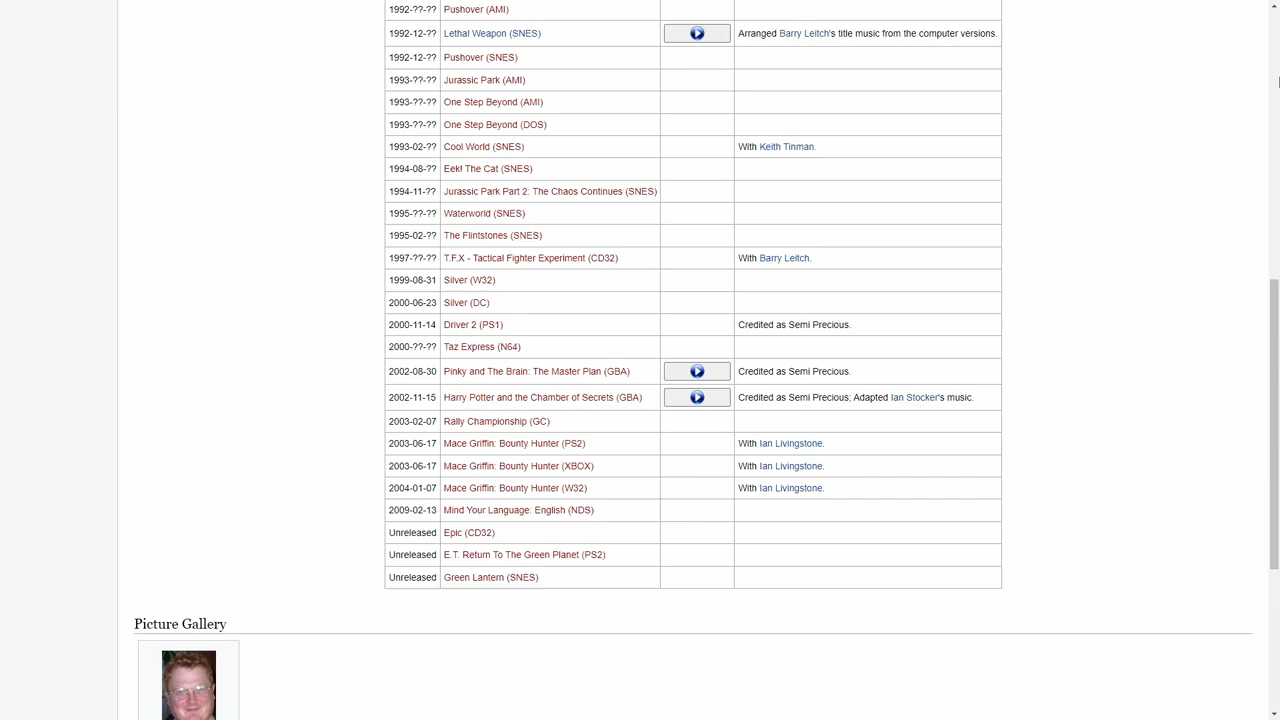 1992-??-?? Pushover (AMI)
1992-12-?? Lethal Weapon (SNES) Arranged Barry Leitch's title music from the computer versions.
1992-12-?? Pushover (SNES)
1993-??-?? Jurassic Park (AMI)
1993-??-?? One Step Beyond (AMI)
1993-??-?? One Step Beyond (DOS)
1993-02-?? Cool World (SNES) With Keith Tinman.
1994-08-?? Eek! The Cat (SNES)
1994-11-?? Jurassic Park Part 2: The Chaos Continues (SNES)
1995-??-?? Waterworld (SNES)
1995-02-?? The Flintstones (SNES)
1997-??-?? T.F.X - Tactical Fighter Experiment (CD32) With Barry Leitch.
1999-08-31 Silver (W32)
2000-06-23 Silver (DC)
2000-11-14 Driver 2 (PS1) Credited as Semi Precious.
2000-??-?? Taz Express (N64)
2002-08-30 Pinky and The Brain: The Master Plan (GBA) Credited as Semi Precious.
2002-11-15 Harry Potter and the Chamber of Secrets (GBA) Credited as Semi Precious; Adapted Ian Stocker's music.
2003-02-07 Rally Championship (GC)
2003-06-17 Mace Griffin: Bounty Hunter (PS2) With Ian Livingstone.
2003-06-17 Mace Griffin: Bounty Hunter (XBOX) With Ian Livingstone.
2004-01-07 Mace Griffin: Bounty Hunter (W32) With Ian Livingstone.
2009-02-13 Mind Your Language: English (NDS)
Unreleased Epic (CD32)
Unreleased E.T. Return To The Green Planet (PS2)
Unreleased Green Lantern (SNES)
Picture Gallery